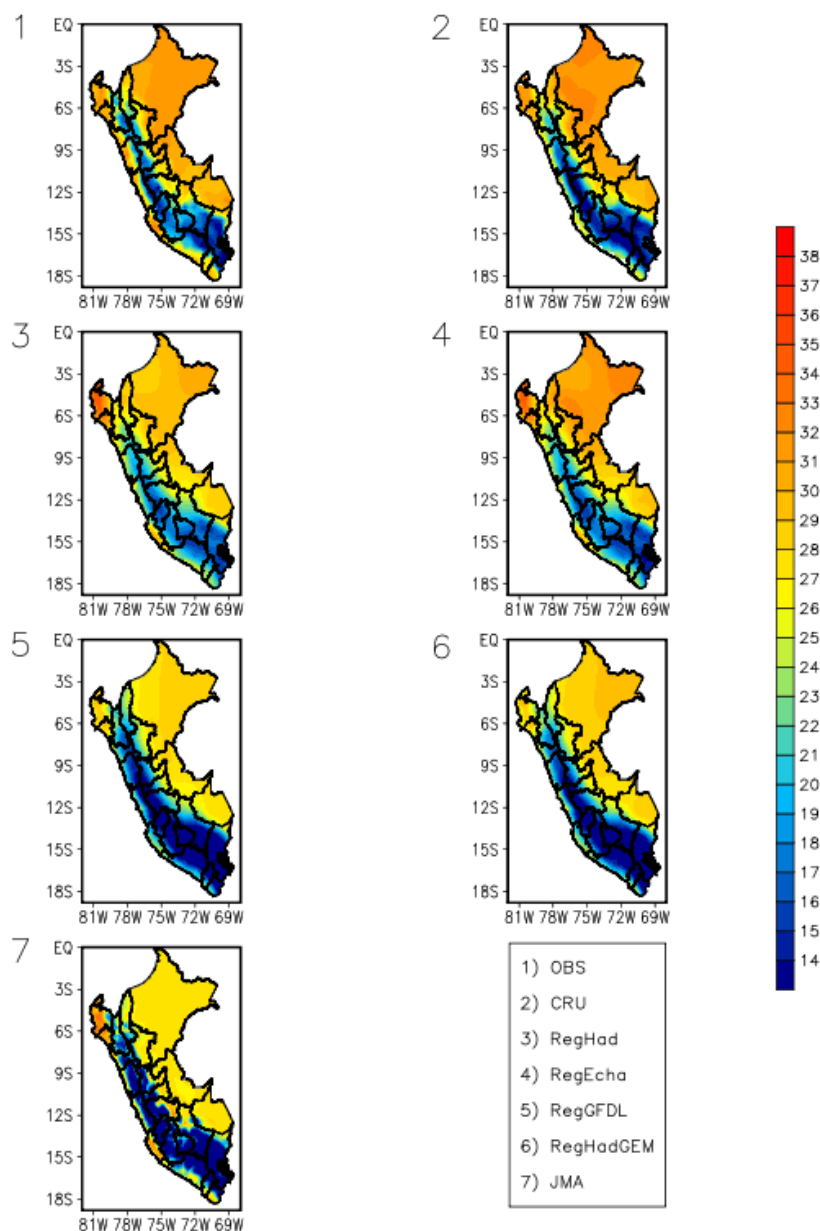 1
EQ
3S
6S
9S
12S
15S
18S
81W 78W 75W 72W 69W
2
EQ
3S
6S
9S
12S
15S
18S
81W 78W 75W 72W 69W
3
EQ
3S
6S
9S
12S
15S
18S
81W 78W 75W 72W 69W
4
EQ
3S
6S
9S
12S
15S
18S
81W 78W 75W 72W 69W
5
EQ
3S
6S
9S
12S
15S
18S
81W 78W 75W 72W 69W
6
EQ
3S
6S
9S
12S
15S
18S
81W 78W 75W 72W 69W
7
EQ
3S
6S
9S
12S
15S
18S
81W 78W 75W 72W 69W
1) OBS
2) CRU
3) RegHad
4) RegEcha
5) RegGFDL
6) RegHadGEM
7) JMA
38
37
36
35
34
33
32
31
30
29
28
27
26
25
24
23
22
21
20
19
18
17
16
15
14